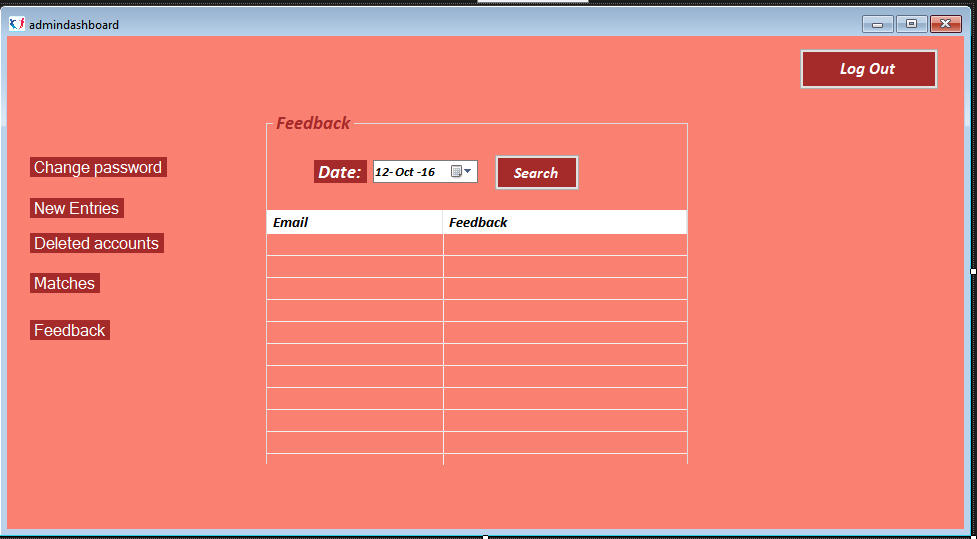 admindashboard
Log Out
Feedback
Date: 12- Oct -16 Search
Change password
New Entries
Deleted accounts
Matches
Feedback
Email Feedback